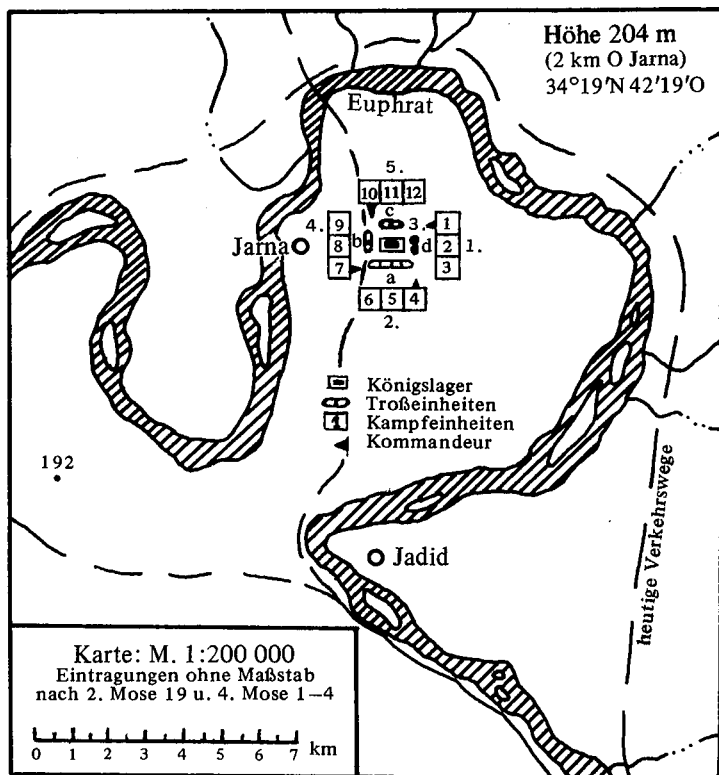 Höhe 204 m
(2 km O Jarna)
34°19′N 42′19′O
Euphrat
5.
10 11 12
c
4. 9 3. 1
Jarna 8 b d 2 1.
7 a 3
6 5 4
2.
Königslager
Troßeinheiten
1 Kampfeinheiten
Kommandeur
192
Jadid
heutige Verkehrswege
Karte: M. 1:200 000
Eintragungen ohne Maßstab
nach 2. Mose 19 u. 4. Mose 1–4
0 1 2 3 4 5 6 7 km